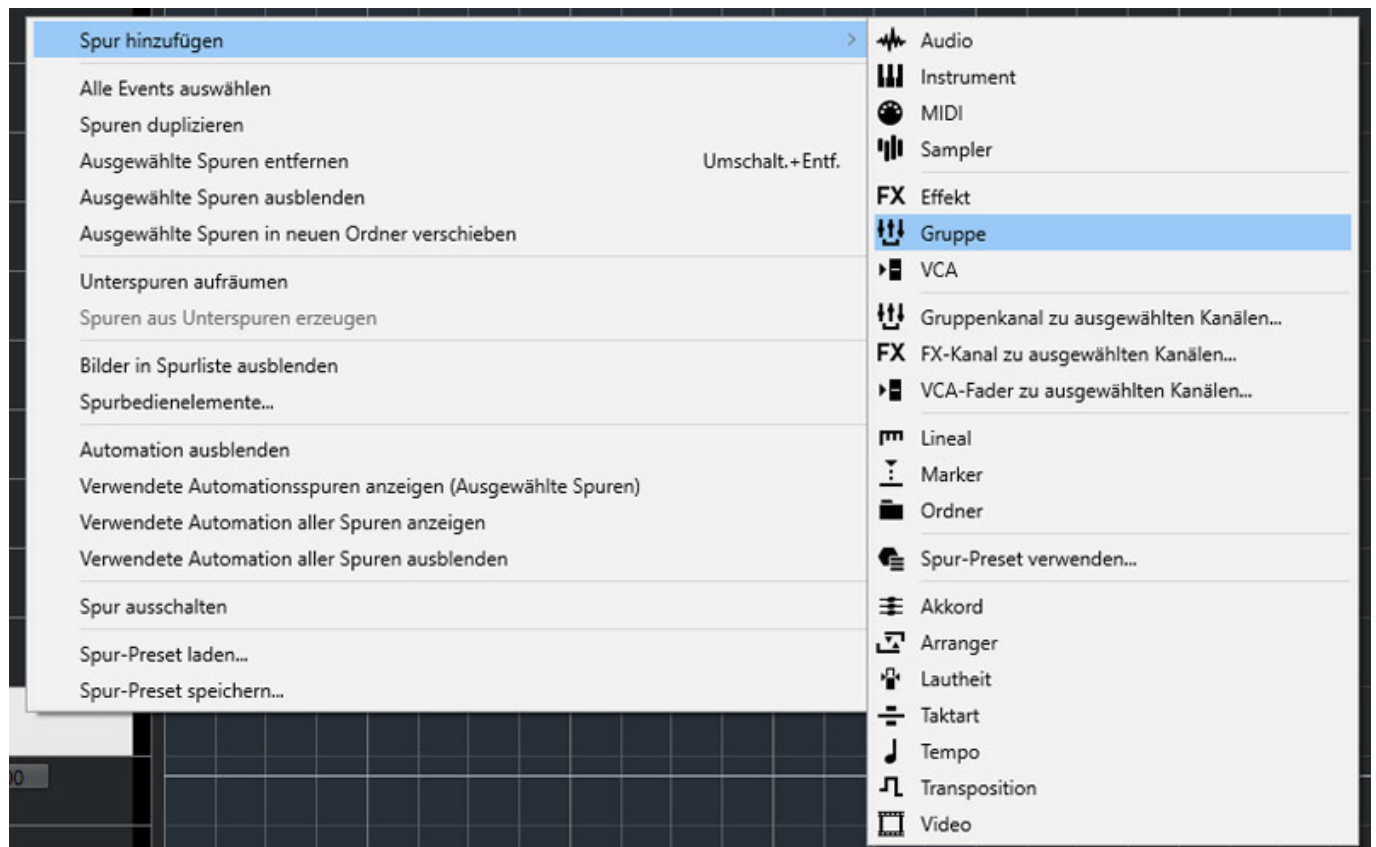 Spur hinzufügen
Alle Events auswählen
Spuren duplizieren
Ausgewählte Spuren entfernen Umschalt.+Entf.
Ausgewählte Spuren ausblenden
Ausgewählte Spuren in neuen Ordner verschieben
Unterspuren aufräumen
Spuren aus Unterspuren erzeugen
Bilder in Spurliste ausblenden
Spurbedienelemente...
Automation ausblenden
Verwendete Automationsspuren anzeigen (Ausgewählte Spuren)
Verwendete Automation aller Spuren anzeigen
Verwendete Automation aller Spuren ausblenden
Spur ausschalten
Spur-Preset laden...
Spur-Preset speichern...
Audio
Instrument
MIDI
Sampler
FX Effekt
Gruppe
VCA
Gruppenkanal zu ausgewählten Kanälen...
FX FX-Kanal zu ausgewählten Kanälen...
VCA-Fader zu ausgewählten Kanälen...
Lineal
Marker
Ordner
Spur-Preset verwenden...
Akkord
Arranger
Lautheit
Taktart
Tempo
Transposition
Video